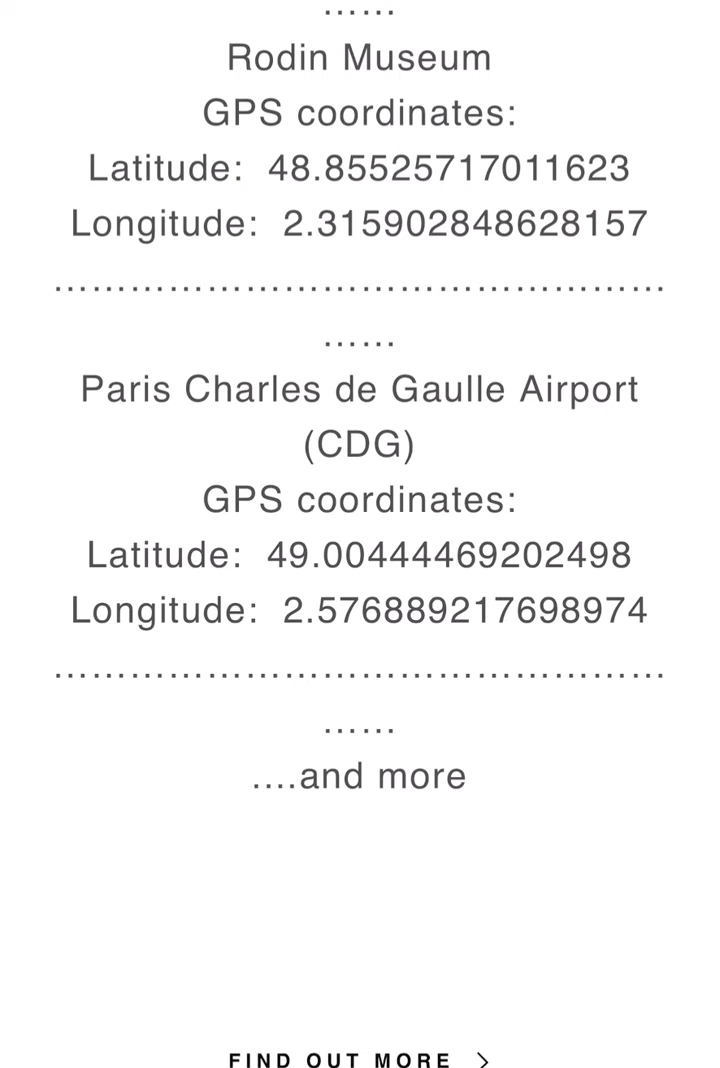 ……
Rodin Museum
GPS coordinates:
Latitude: 48.85525717011623
Longitude: 2.315902848628157
………………………………………………
……
Paris Charles de Gaulle Airport
(CDG)
GPS coordinates:
Latitude: 49.00444469202498
Longitude: 2.576889217698974
………………………………………………
……
....and more
FIND OUT MORE >